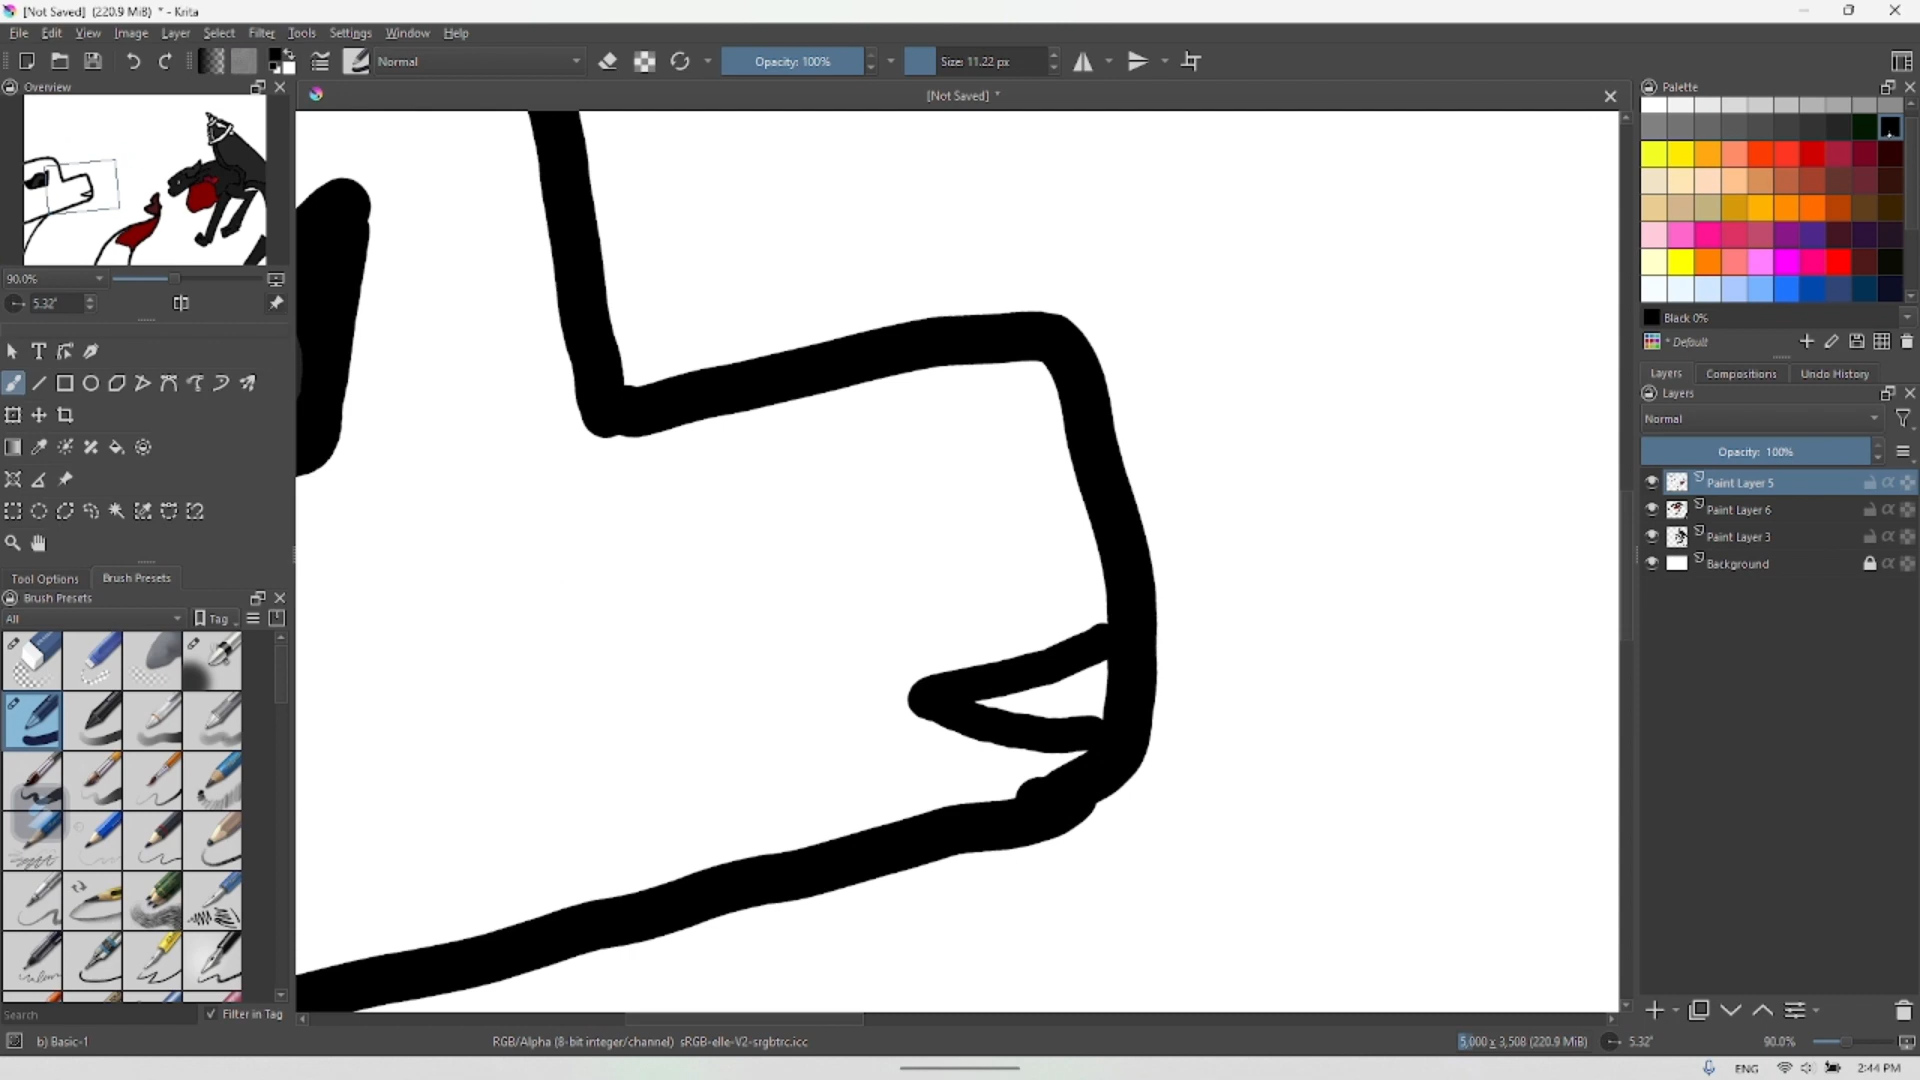 [Not Saved]  (220.9 MiB)  * - Krita
File Edit View Image Layer Select Filter Tools Settings Window Help
Normal Opacity: 100% Size: 11.22 px
Overview
[Not Saved] *
Palette
90.0%
5.32°
Black 0%
* Default
Layers Compositions Undo History
Layers
Normal
Opacity: 100%
Paint Layer 5
Paint Layer 6
Paint Layer 3
Background
Tool Options Brush Presets
Brush Presets
All Tag
Search Filter in Tag
b) Basic-1 RGB/Alpha (8-bit integer/channel)  sRGB-elle-V2-srgbtrc.icc 5,000 x 3,508 (220.9 MiB) 5.32° 90.0%
ENG 2:44 PM